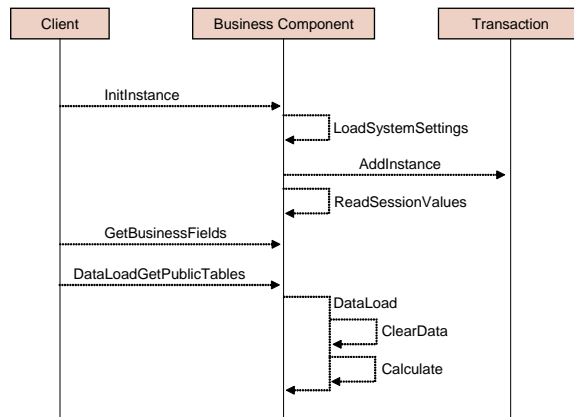 Client
Business Component
Transaction
InitInstance
LoadSystemSettings
AddInstance
ReadSessionValues
GetBusinessFields
DataLoadGetPublicTables
DataLoad
ClearData
Calculate